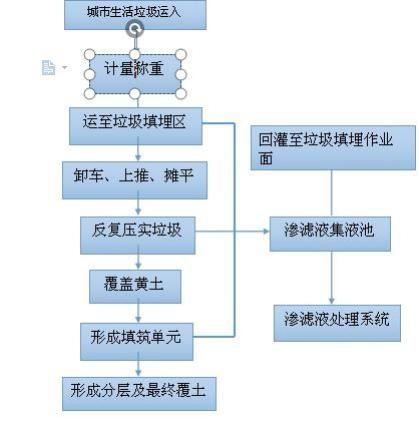 城市生活垃圾运入
计量称重
运至垃圾填埋区
回灌至垃圾填埋作业
面
卸车、上推、摊平
反复压实垃圾
渗滤液集液池
覆盖黄土
渗滤液处理系统
形成填筑单元
形成分层及最终覆土